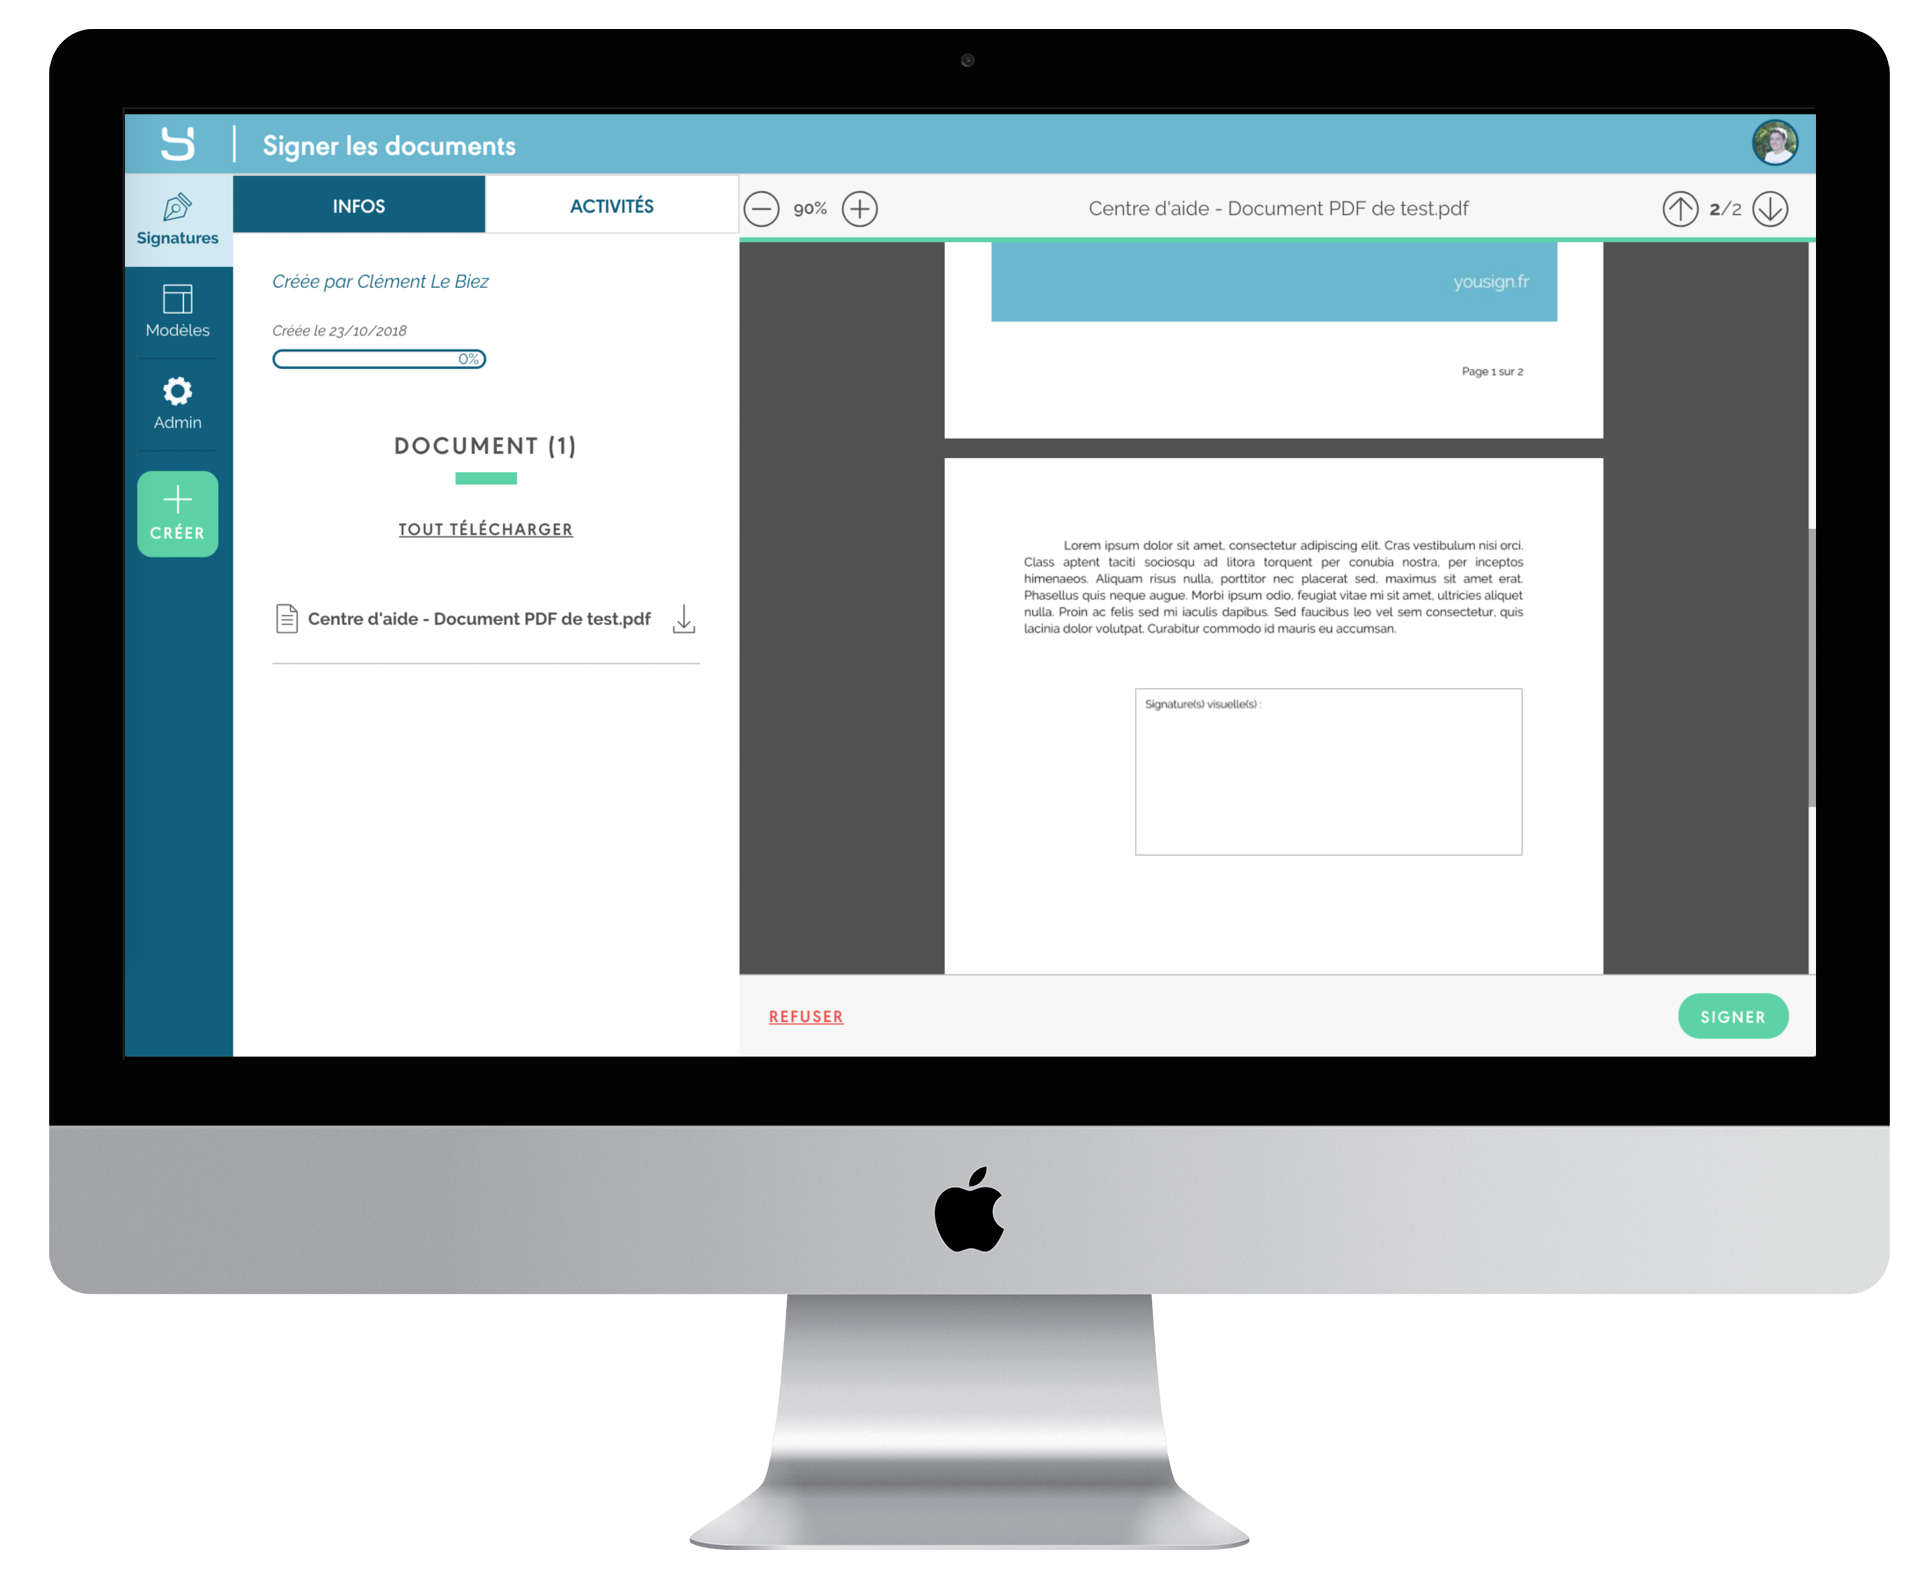 Signer les documents
Signatures
Modèles
Admin
CRÉER
INFOS
ACTIVITÉS
Créée par Clément Le Biez
Créée le 23/10/2018
0%
DOCUMENT (1)
TOUT TÉLÉCHARGER
Centre d'aide - Document PDF de test.pdf
90%
Centre d'aide - Document PDF de test.pdf
2/2
yousign.fr
Page 1 sur 2
Lorem ipsum dolor sit amet, consectetur adipiscing elit. Cras vestibulum nisi orci.
Class aptent taciti sociosqu ad litora torquent per conubia nostra, per inceptos
himenaeos. Aliquam risus nulla, porttitor nec placerat sed, maximus sit amet erat.
Phasellus quis neque augue. Morbi ipsum odio, feugiat vitae mi sit amet, ultricies aliquet
nulla. Proin ac felis sed mi iaculis dapibus. Sed faucibus leo vel sem consectetur, quis
lacinia dolor volutpat. Curabitur commodo id mauris eu accumsan.
Signature(s) visuelle(s) :
REFUSER
SIGNER